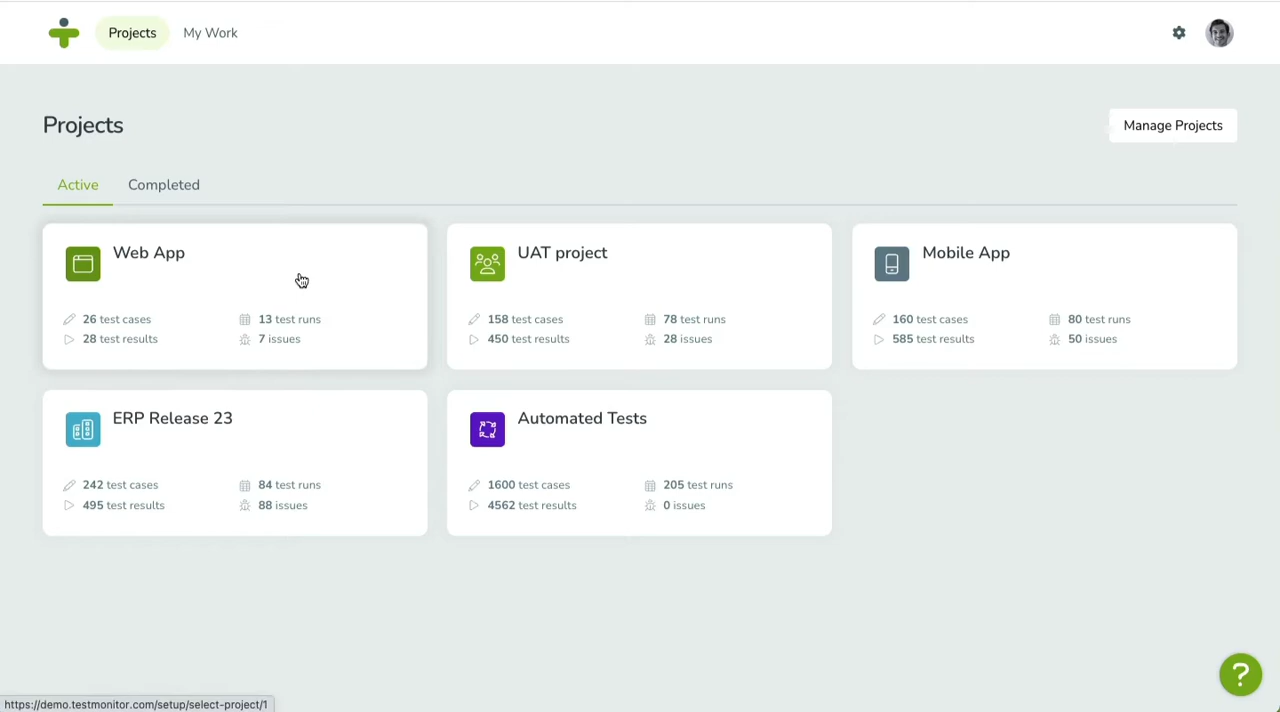 Projects
My Work
Projects
Manage Projects
Active
Completed
Web App
26 test cases
13 test runs
28 test results
7 issues
UAT project
158 test cases
78 test runs
450 test results
28 issues
Mobile App
160 test cases
80 test runs
585 test results
50 issues
ERP Release 23
242 test cases
84 test runs
495 test results
88 issues
Automated Tests
1600 test cases
205 test runs
4562 test results
0 issues
?
https://demo.testmonitor.com/setup/select-project/1